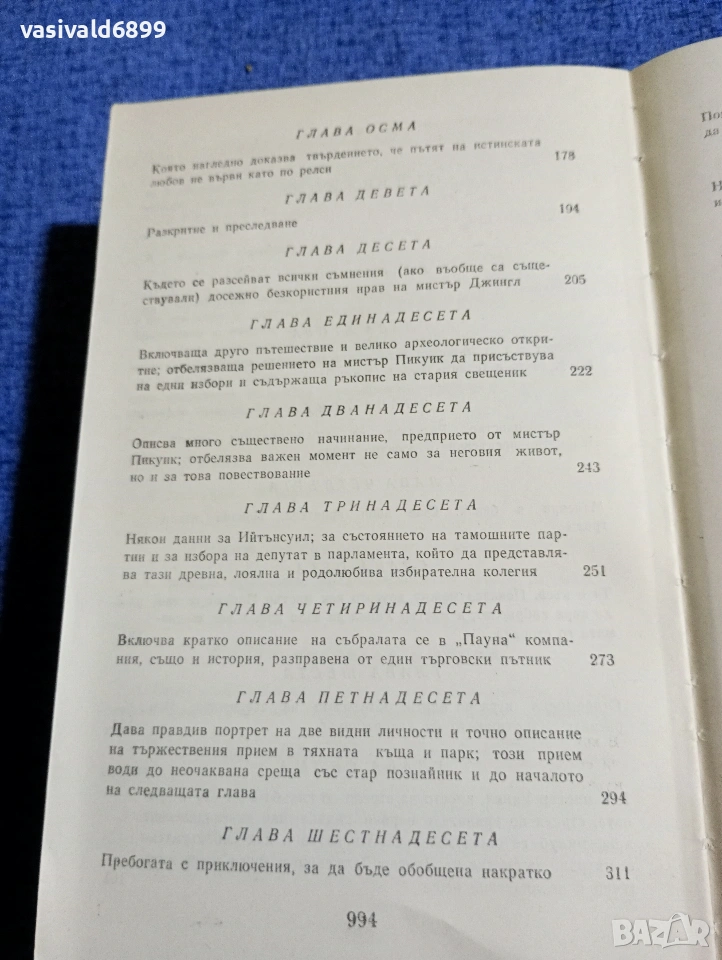 vasivald6899
ГЛАВА ОСМА
Която нагледно доказва твърдението, че пътят на истинската
любов не върви като по релси 178
ГЛАВА ДЕВЕТА
Разкритие и преследване 194
ГЛАВА ДЕСЕТА
Където се разсейват всички съмнения (ако въобще са съще-
ствували) досежно безкористния нрав на мистър Джингл 205
ГЛАВА ЕДИНАДЕСЕТА
Включваща друго пътешествие и велико археологическо откри-
тие; отбелязваща решението на мистър Пикуик да присъствува
на едни избори и съдържаща ръкопис на стария свещеник 222
ГЛАВА ДВАНАДЕСЕТА
Описва много съществено начинание, предприето от мистър
Пикуик; отбелязва важен момент не само за неговия живот,
но и за това повествование 243
ГЛАВА ТРИНАДЕСЕТА
Някои данни за Ийтънсуил; за състоянието на тамошните пар-
тии и за избора на депутат в парламента, който да представля-
ва тази древна, лоялна и родолюбива избирателна колегия 251
ГЛАВА ЧЕТИРИНАДЕСЕТА
Включва кратко описание на събралата се в „Пауна“ компа-
ния, също и история, разправена от един търговски пътник 273
ГЛАВА ПЕТНАДЕСЕТА
Дава правдив портрет на две видни личности и точно описание
на тържествения прием в тяхната къща и парк; този прием
води до неочаквана среща със стар познайник и до началото
на следващата глава 294
ГЛАВА ШЕСТНАДЕСЕТА
Пребогата с приключения, за да бъде обобщена накратко 311
994
да
Н
и
BAZAR